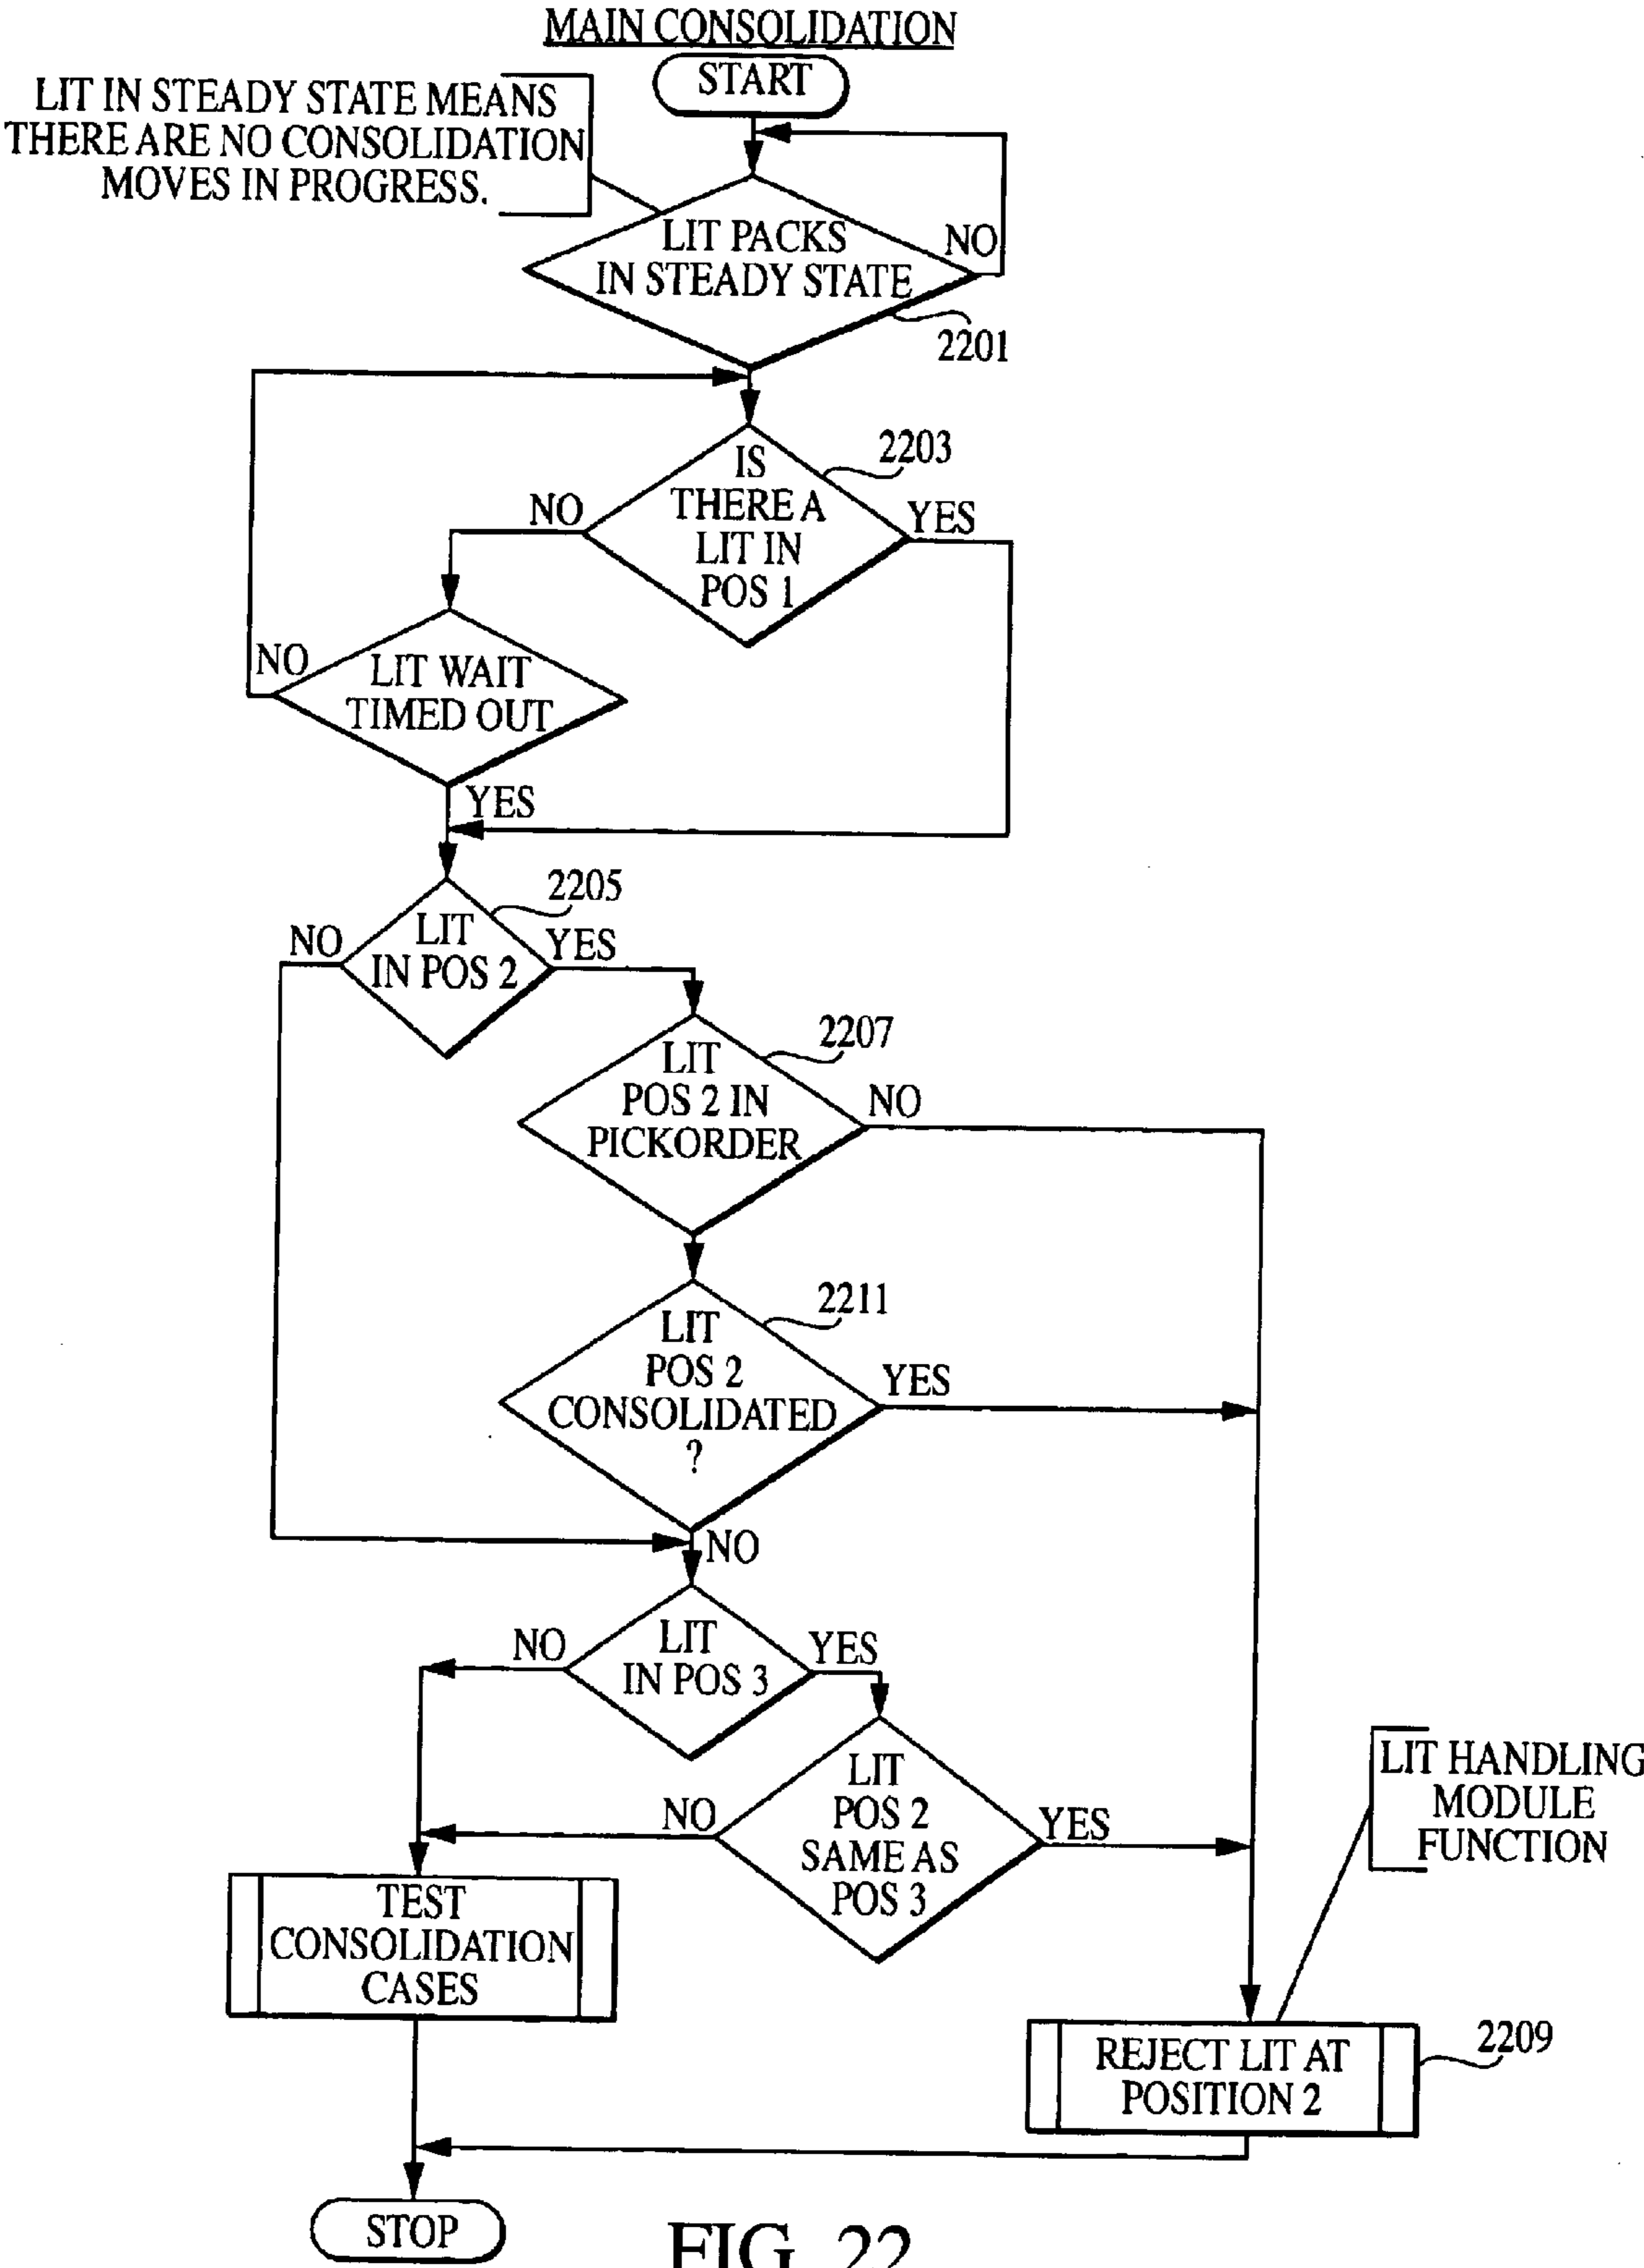 MAIN CONSOLIDATION
START
LIT IN STEADY STATE MEANS
THERE ARE NO CONSOLIDATION
MOVES IN PROGRESS.
LIT PACKS
IN STEADY STATE
NO
2201
2203
IS
THERE A
LIT IN
POS 1
NO
YES
NO
LIT WAIT
TIMED OUT
YES
2205
NO
LIT
IN POS 2
YES
2207
LIT
POS 2 IN
PICKORDER
NO
2211
LIT
POS 2
CONSOLIDATED
?
YES
NO
NO
LIT
IN POS 3
YES
LIT
POS 2
SAME AS
POS 3
NO
YES
LIT HANDLING
MODULE
FUNCTION
TEST
CONSOLIDATION
CASES
REJECT LIT AT
POSITION 2
2209
STOP
FIG. 22